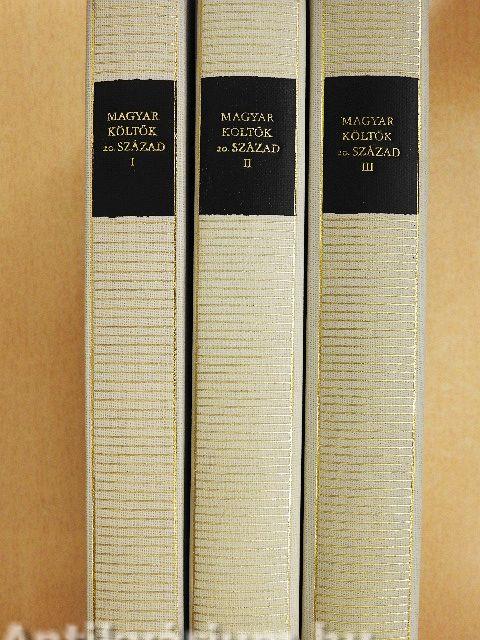 MAGYAR
KÖLTŐK
20. SZÁZAD
I
MAGYAR
KÖLTŐK
20. SZÁZAD
II
MAGYAR
KÖLTŐK
20. SZÁZAD
III